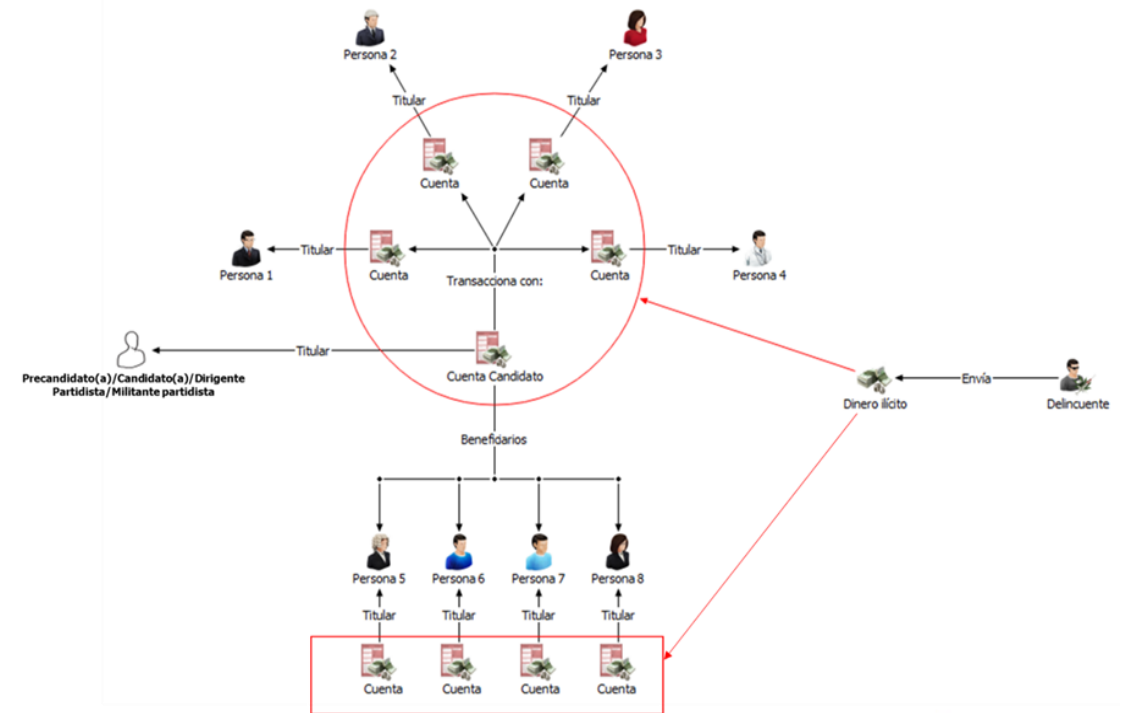 Persona 2
Persona 3
Titular
Titular
Cuenta
Cuenta
Titular
Titular
Persona 1
Cuenta
Cuenta
Persona 4
Transacciona con:
Titular
Cuenta Candidato
Precandidato(a)/Candidato(a)/Dirigente
Partidista/Militante partidista
Envía
Dinero ilícito
Delincuente
Beneficiarios
Persona 5
Persona 6
Persona 7
Persona 8
Titular
Titular
Titular
Titular
Cuenta
Cuenta
Cuenta
Cuenta